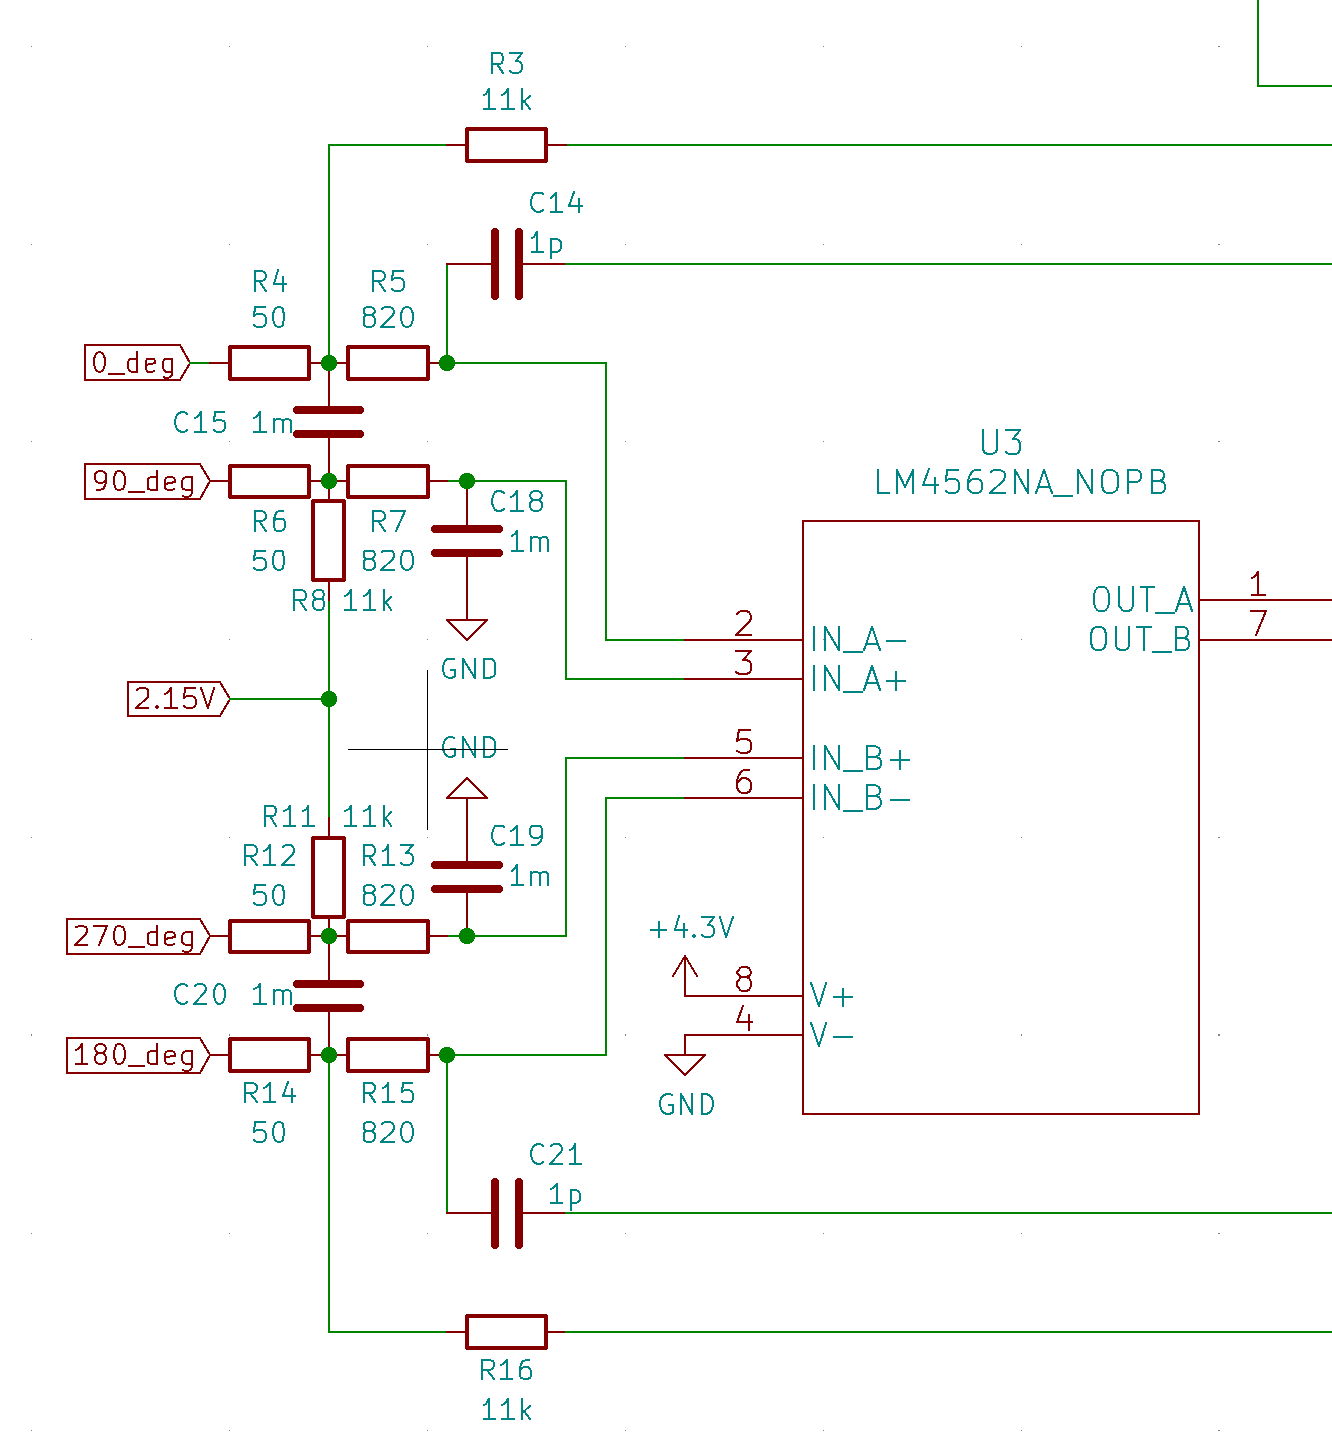 R3
11k
C14
1p
R4
50
R5
820
0_deg
C15 1m
90_deg
C18
1m
R6
50
R7
820
R8 11k
GND
U3
LM4562NA_NOPB
OUT_A 1
OUT_B 7
2 IN_A-
3 IN_A+
2.15V
GND
5 IN_B+
6 IN_B-
R11 11k
R12
50
R13
820
C19
1m
270_deg
+4.3V
8 V+
4 V-
GND
C20 1m
180_deg
R14
50
R15
820
C21
1p
R16
11k